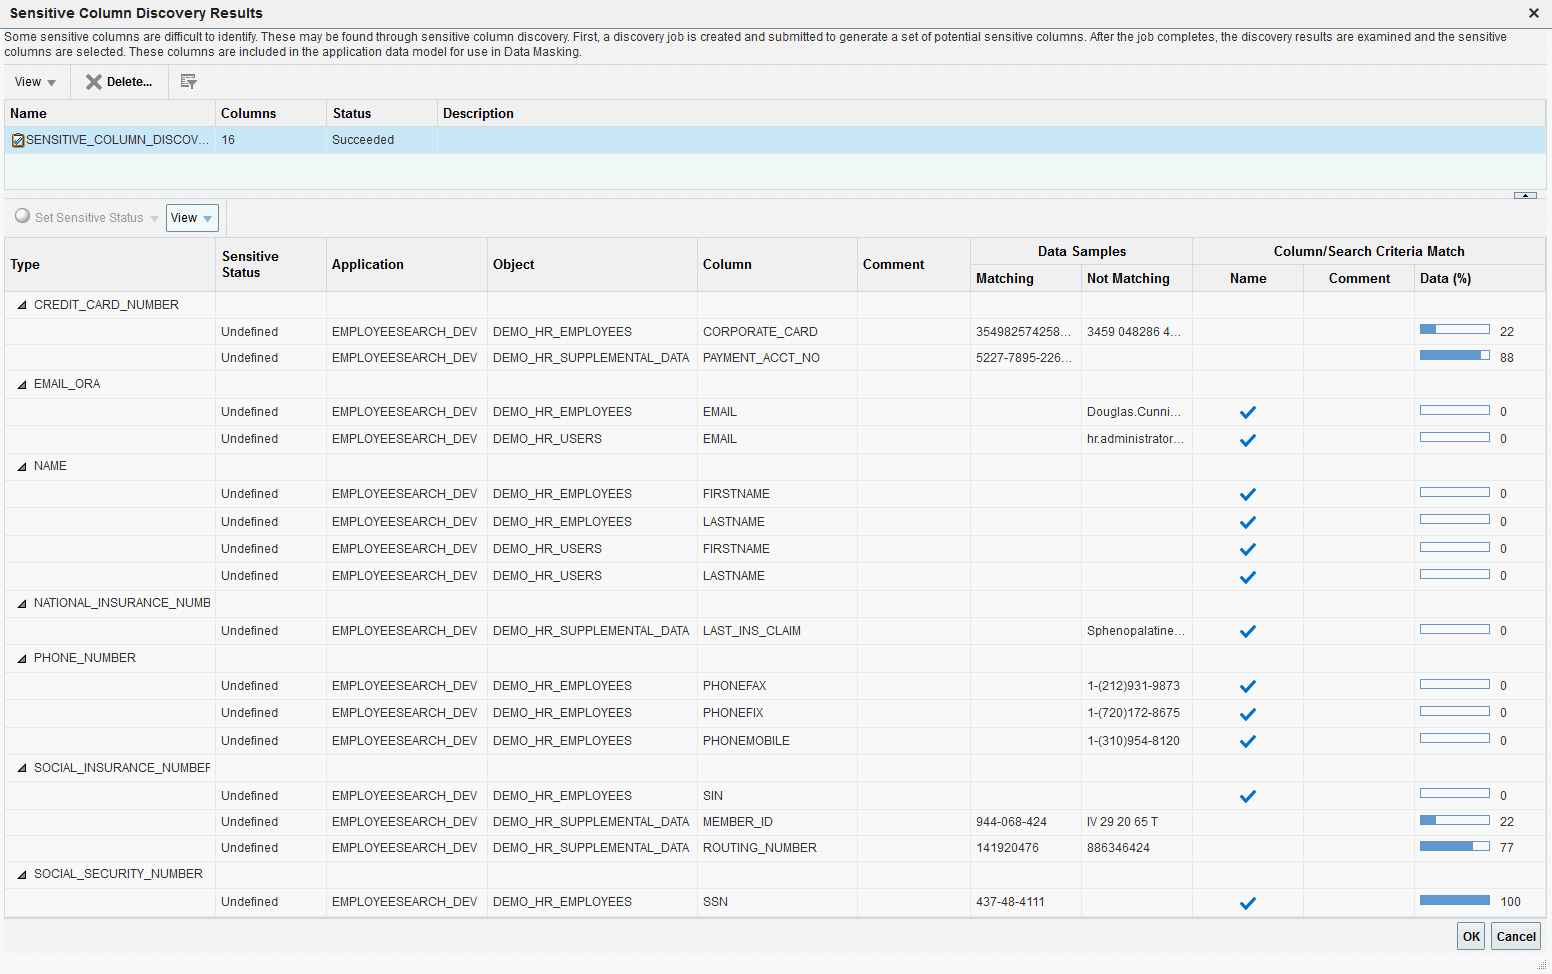 Sensitive Column Discovery Results
Some sensitive columns are difficult to identify. These may be found through sensitive column discovery. First, a discovery job is created and submitted to generate a set of potential sensitive columns. After the job completes, the discovery results are examined and the sensitive
columns are selected. These columns are included in the application data model for use in Data Masking.
View Delete...
Name Columns Status Description
SENSITIVE_COLUMN_DISCOV... 16 Succeeded
Set Sensitive Status View
Type Sensitive Status Application Object Column Comment Data Samples Column/Search Criteria Match
Matching Not Matching Name Comment Data (%)
CREDIT_CARD_NUMBER
Undefined EMPLOYEESEARCH_DEV DEMO_HR_EMPLOYEES CORPORATE_CARD 354982574258... 3459 048286 4... 22
Undefined EMPLOYEESEARCH_DEV DEMO_HR_SUPPLEMENTAL_DATA PAYMENT_ACCT_NO 5227-7895-226... 88
EMAIL_ORA
Undefined EMPLOYEESEARCH_DEV DEMO_HR_EMPLOYEES EMAIL Douglas.Cunni... 0
Undefined EMPLOYEESEARCH_DEV DEMO_HR_USERS EMAIL hr.administrator... 0
NAME
Undefined EMPLOYEESEARCH_DEV DEMO_HR_EMPLOYEES FIRSTNAME 0
Undefined EMPLOYEESEARCH_DEV DEMO_HR_EMPLOYEES LASTNAME 0
Undefined EMPLOYEESEARCH_DEV DEMO_HR_USERS FIRSTNAME 0
Undefined EMPLOYEESEARCH_DEV DEMO_HR_USERS LASTNAME 0
NATIONAL_INSURANCE_NUMB
Undefined EMPLOYEESEARCH_DEV DEMO_HR_SUPPLEMENTAL_DATA LAST_INS_CLAIM Sphenopalatine... 0
PHONE_NUMBER
Undefined EMPLOYEESEARCH_DEV DEMO_HR_EMPLOYEES PHONEFAX 1-(212)931-9873 0
Undefined EMPLOYEESEARCH_DEV DEMO_HR_EMPLOYEES PHONEFIX 1-(720)172-8675 0
Undefined EMPLOYEESEARCH_DEV DEMO_HR_EMPLOYEES PHONEMOBILE 1-(310)954-8120 0
SOCIAL_INSURANCE_NUMBER
Undefined EMPLOYEESEARCH_DEV DEMO_HR_EMPLOYEES SIN 0
Undefined EMPLOYEESEARCH_DEV DEMO_HR_SUPPLEMENTAL_DATA MEMBER_ID 944-068-424 IV 29 20 65 T 22
Undefined EMPLOYEESEARCH_DEV DEMO_HR_SUPPLEMENTAL_DATA ROUTING_NUMBER 141920476 886346424 77
SOCIAL_SECURITY_NUMBER
Undefined EMPLOYEESEARCH_DEV DEMO_HR_EMPLOYEES SSN 437-48-4111 100
OK Cancel